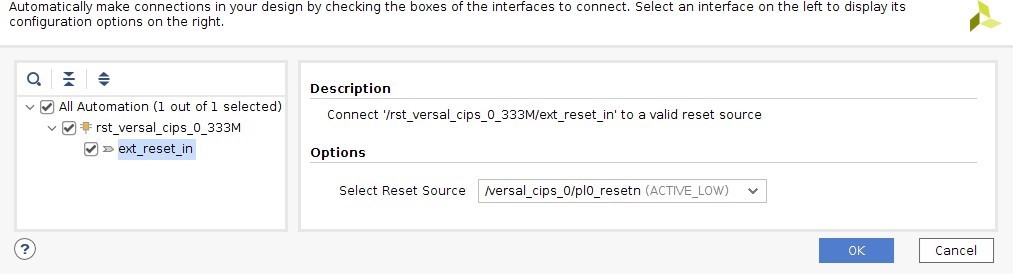 Automatically make connections in your design by checking the boxes of the interfaces to connect. Select an interface on the left to display its
configuration options on the right.
All Automation (1 out of 1 selected)
rst_versal_cips_0_333M
ext_reset_in
Description
Connect '/rst_versal_cips_0_333M/ext_reset_in' to a valid reset source
Options
Select Reset Source /versal_cips_0/pl0_resetn (ACTIVE_LOW)
?
OK
Cancel